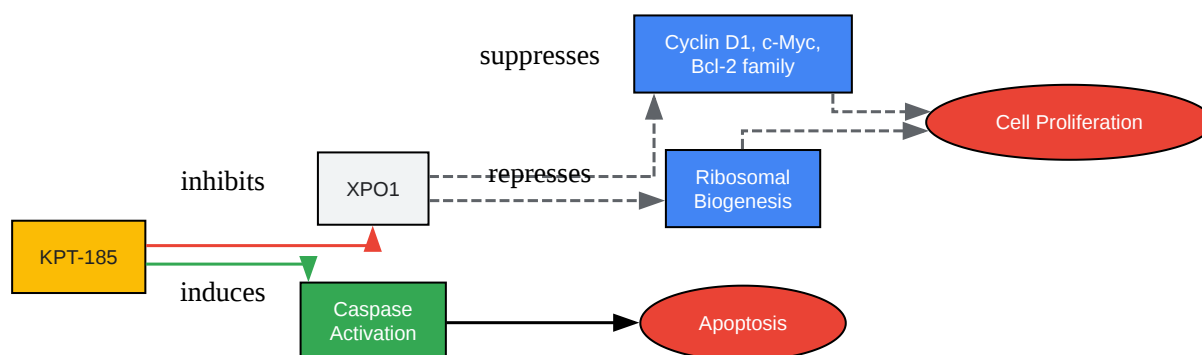 suppresses
Cyclin D1, c-Myc,
Bcl-2 family
Cell Proliferation
inhibits
XPO1
represses
Ribosomal
Biogenesis
KPT-185
induces
Caspase
Activation
Apoptosis